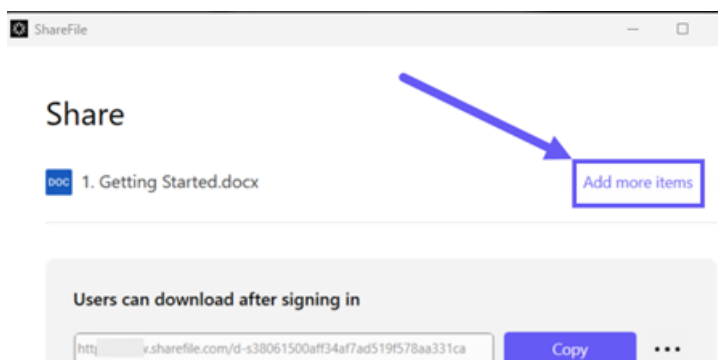 ShareFile
Share
DOC 1. Getting Started.docx Add more items
Users can download after signing in
.sharefile.com/d-s38061500aff34af7ad519f578aa331ca Copy